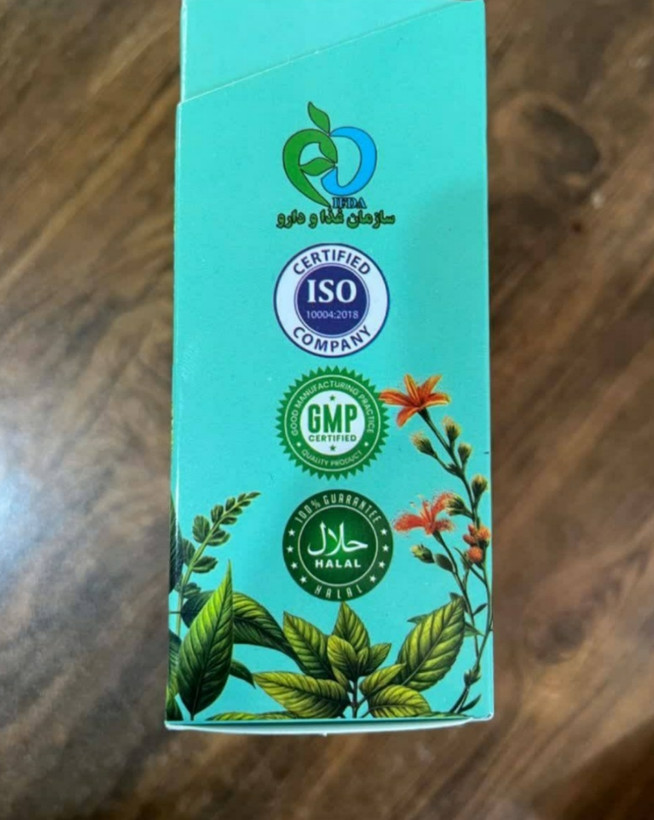 IFDA
سازمان غذا و دارو
CERTIFIED
ISO
10004:2018
COMPANY
GOOD MANUFACTURING PRACTICE
GMP
CERTIFIED
QUALITY PRODUCT
100% GUARANTEE
حلال
HALAL
HALAL